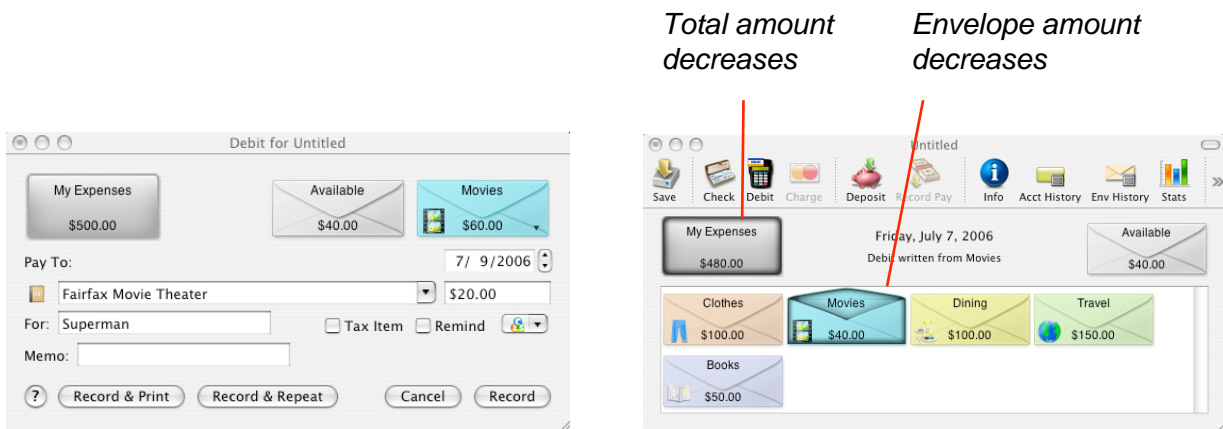 Total amount decreases
Envelope amount decreases
Debit for Untitled
My Expenses
$500.00
Available
$40.00
Movies
$60.00
Pay To:
7/ 9/2006
Fairfax Movie Theater
$20.00
For: Superman
Tax Item
Remind
Memo:
?
Record & Print
Record & Repeat
Cancel
Record
Untitled
Save
Check
Debit
Charge
Deposit
Record Pay
Info
Acct History
Env History
Stats
My Expenses
$480.00
Friday, July 7, 2006
Debit written from Movies
Available
$40.00
Clothes
$100.00
Movies
$40.00
Dining
$100.00
Travel
$150.00
Books
$50.00